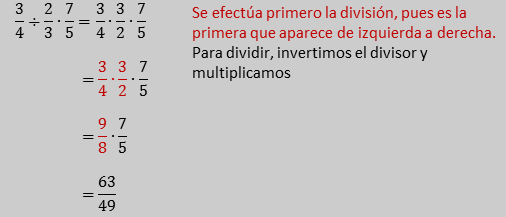 3/4 ÷ 2/3 · 7/5 = 3/4 · 3/2 · 7/5
Se efectúa primero la división, pues es la
primera que aparece de izquierda a derecha.
Para dividir, invertimos el divisor y
multiplicamos
= 3/4 · 3/2 · 7/5
= 9/8 · 7/5
= 63/49